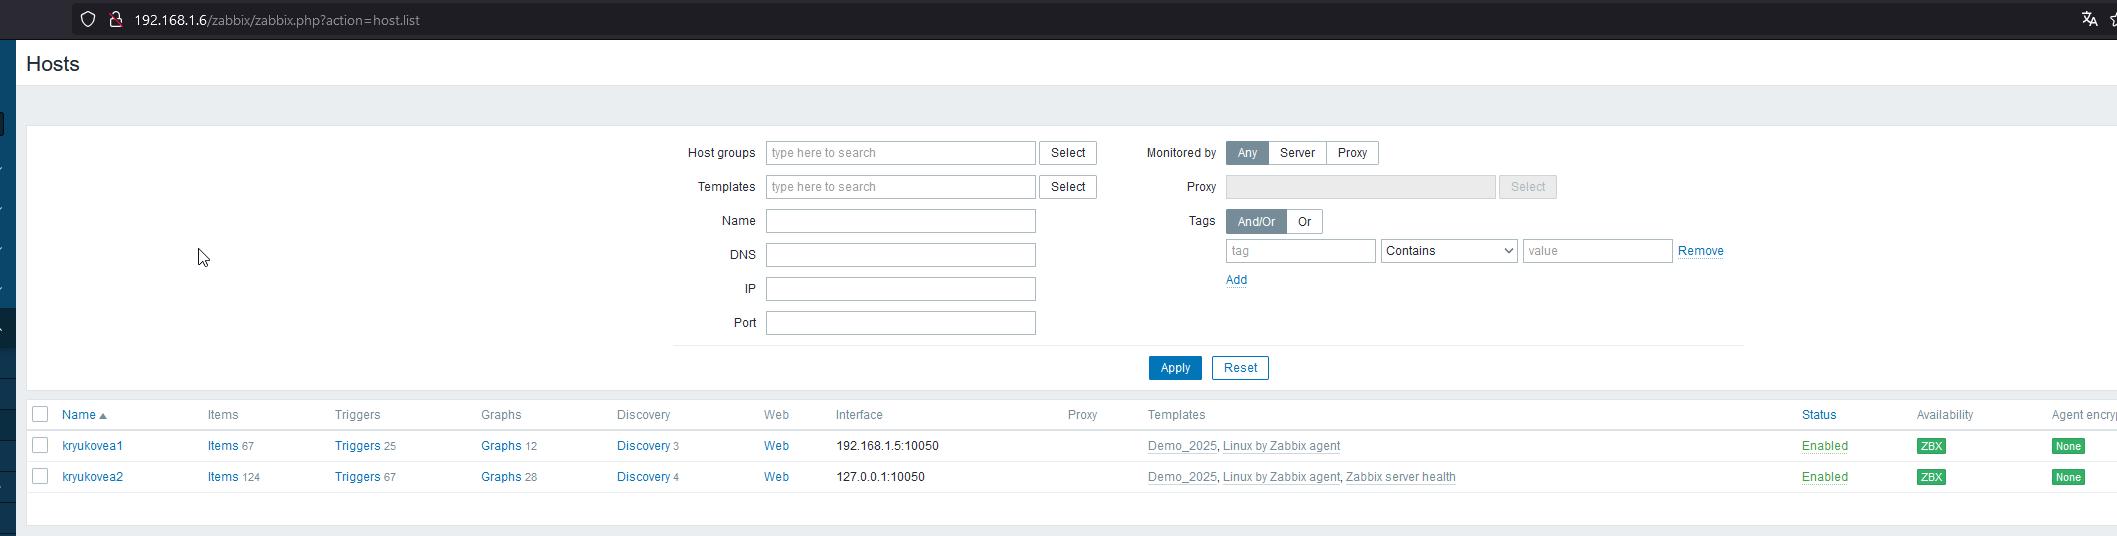 192.168.1.6/zabbix/zabbix.php?action=host.list
Hosts
Host groups type here to search Select Monitored by Any Server Proxy
Templates type here to search Select Proxy Select
Name Tags And/Or Or
DNS tag Contains value Remove
IP Add
Port
Apply Reset
Name Items Triggers Graphs Discovery Web Interface Proxy Templates Status Availability Agent encryp
kryukovea1 Items 67 Triggers 25 Graphs 12 Discovery 3 Web 192.168.1.5:10050 Demo_2025, Linux by Zabbix agent Enabled ZBX None
kryukovea2 Items 124 Triggers 67 Graphs 28 Discovery 4 Web 127.0.0.1:10050 Demo_2025, Linux by Zabbix agent, Zabbix server health Enabled ZBX None